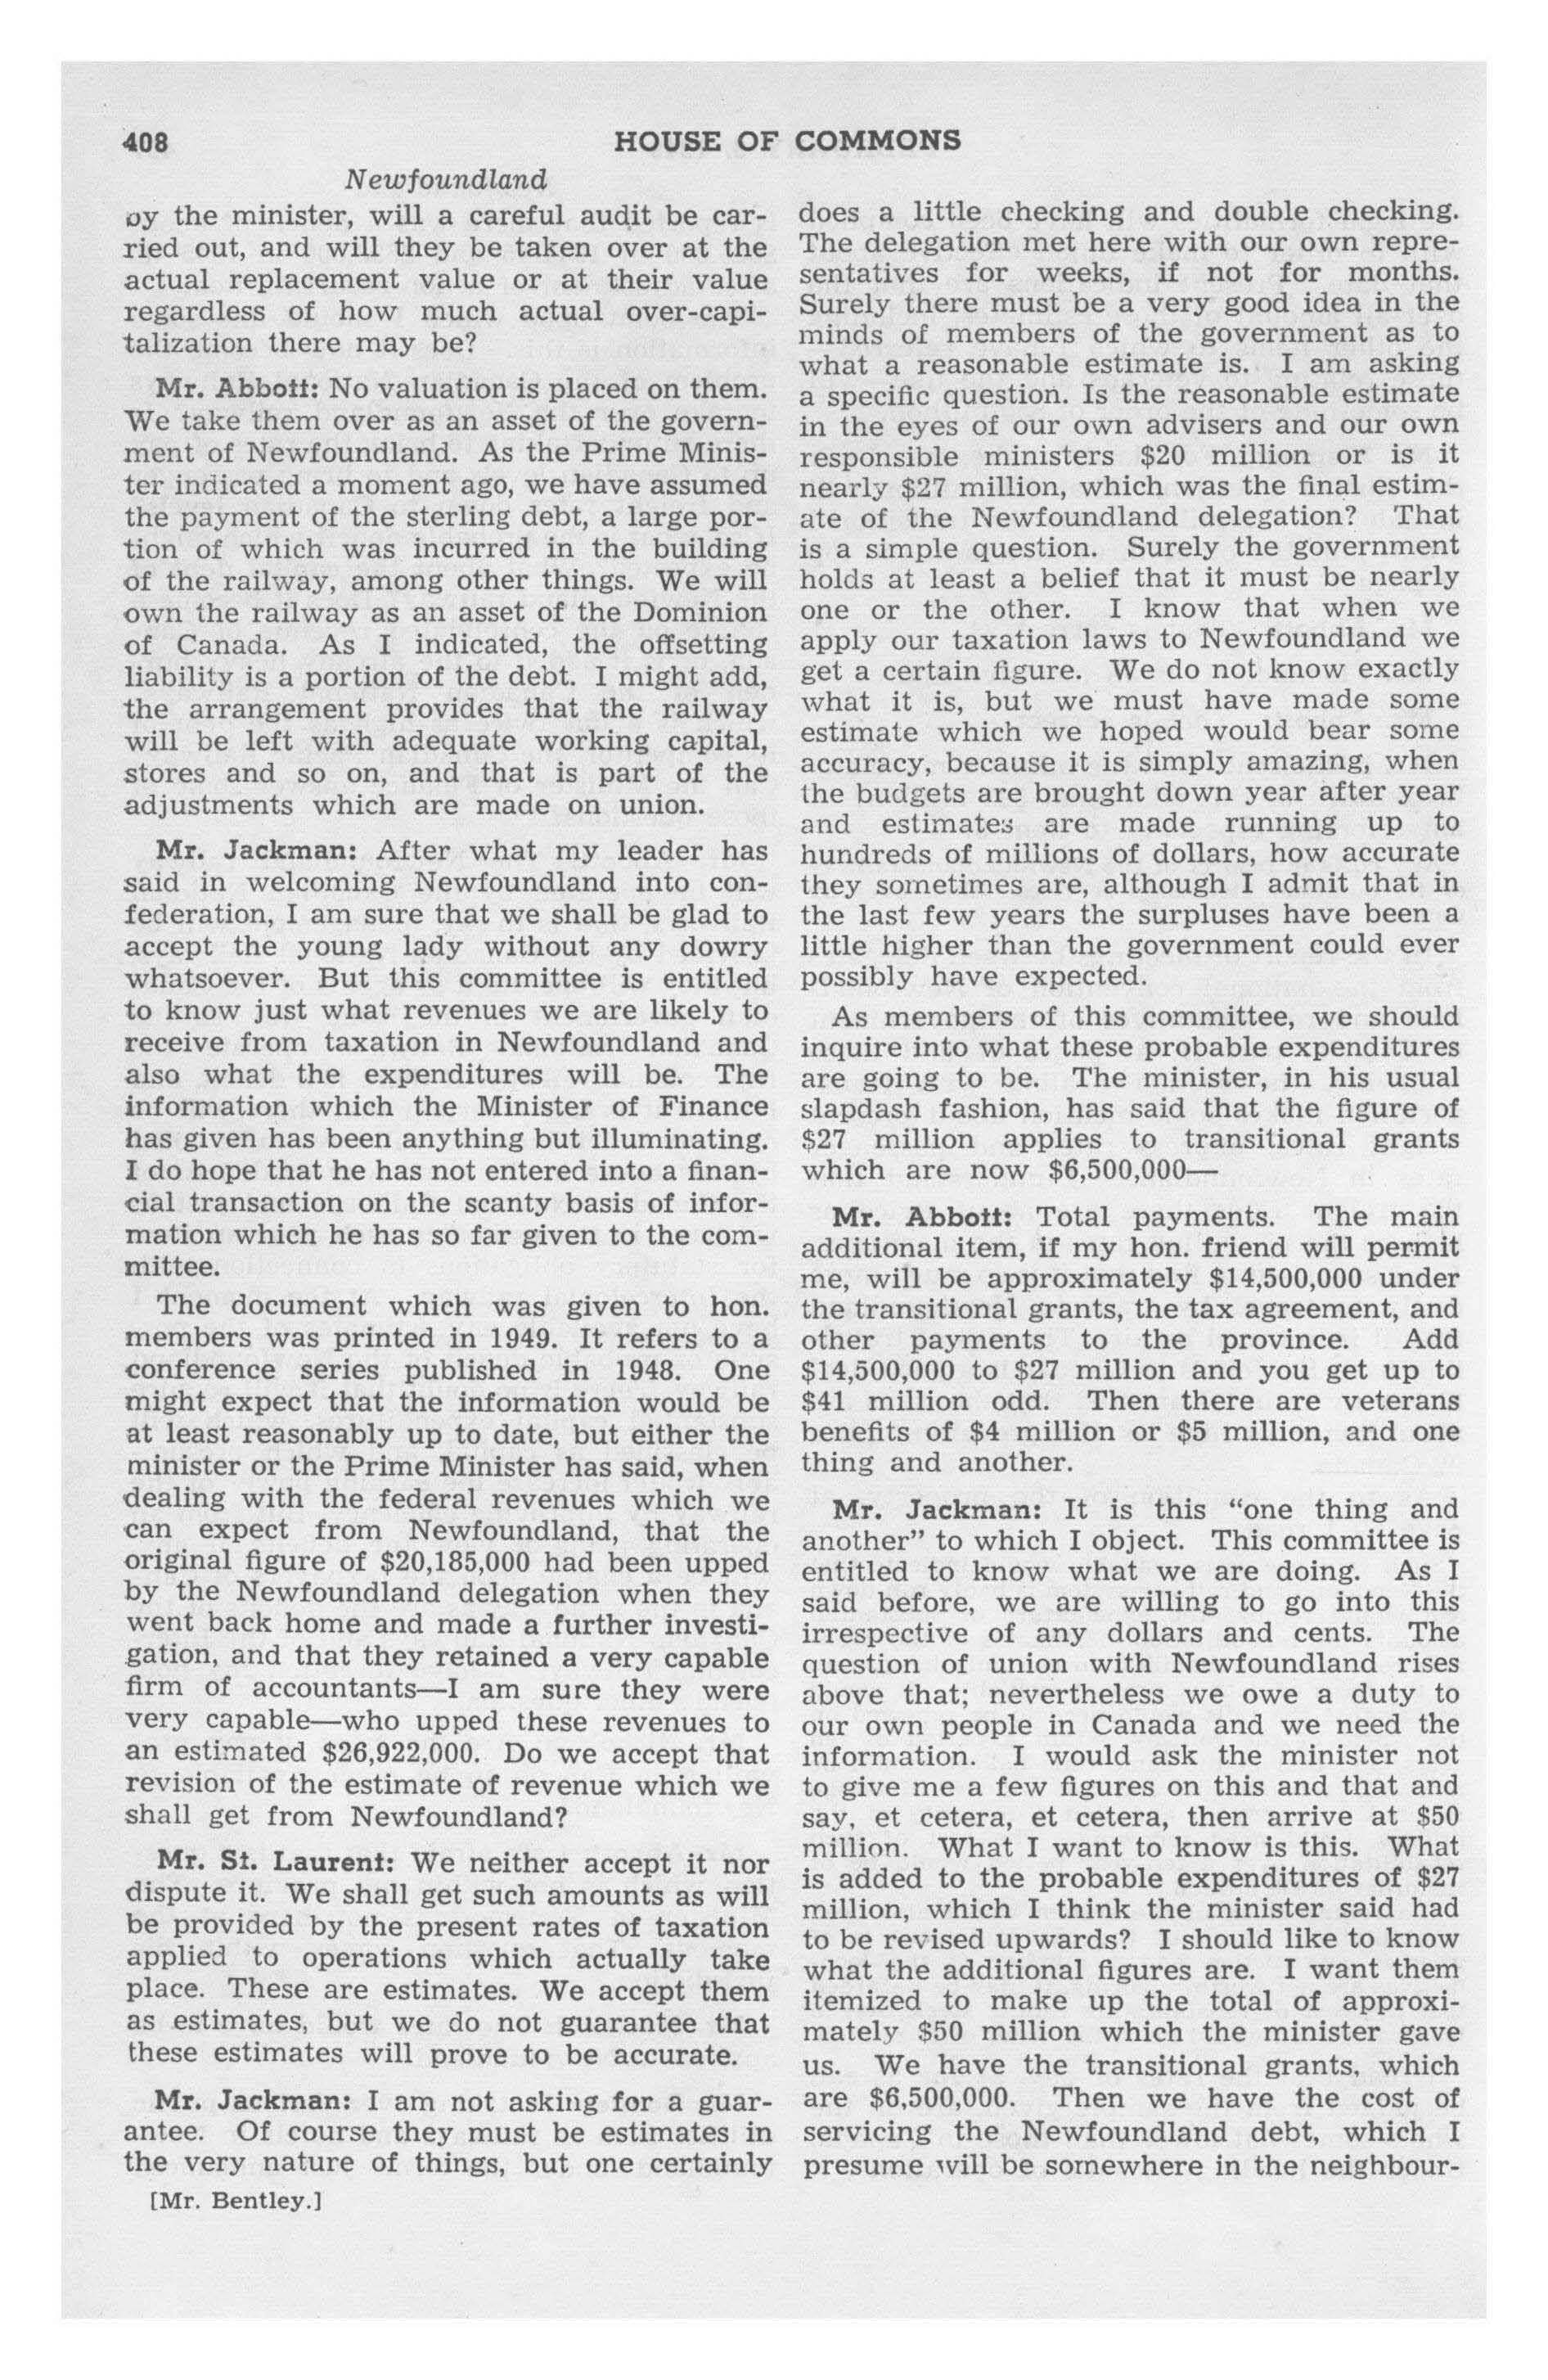 408
HOUSE OF COMMONS
Newfoundland
by the minister, will a careful audit be car-
ried out, and will they be taken over at the
actual replacement value or at their value
regardless of how much actual over-capi-
talization there may be?
Mr. Abbott: No valuation is placed on them.
We take them over as an asset of the govern-
ment of Newfoundland. As the Prime Minis-
ter indicated a moment ago, we have assumed
the payment of the sterling debt, a large por-
tion of which was incurred in the building
of the railway, among other things. We will
own the railway as an asset of the Dominion
of Canada. As I indicated, the offsetting
liability is a portion of the debt. I might add,
the arrangement provides that the railway
will be left with adequate working capital,
stores and so on, and that is part of the
adjustments which are made on union.
Mr. Jackman: After what my leader has
said in welcoming Newfoundland into con-
federation, I am sure that we shall be glad to
accept the young lady without any dowry
whatsoever. But this committee is entitled
to know just what revenues we are likely to
receive from taxation in Newfoundland and
also what the expenditures will be. The
information which the Minister of Finance
has given has been anything but illuminating.
I do hope that he has not entered into a finan-
cial transaction on the scanty basis of infor-
mation which he has so far given to the com-
mittee.
The document which was given to hon.
members was printed in 1949. It refers to a
conference series published in 1948. One
might expect that the information would be
at least reasonably up to date, but either the
minister or the Prime Minister has said, when
dealing with the federal revenues which we
can expect from Newfoundland, that the
original figure of $20,185,000 had been upped
by the Newfoundland delegation when they
went back home and made a further investi-
gation, and that they retained a very capable
firm of accountants—I am sure they were
very capable—who upped these revenues to
an estimated $26,922,000. Do we accept that
revision of the estimate of revenue which we
shall get from Newfoundland?
Mr. St. Laurent: We neither accept it nor
dispute it. We shall get such amounts as will
be provided by the present rates of taxation
applied to operations which actually take
place. These are estimates. We accept them
as estimates, but we do not guarantee that
these estimates will prove to be accurate.
Mr. Jackman: I am not asking for a guar-
antee. Of course they must be estimates in
the very nature of things, but one certainly
[Mr. Bentley.]
does a little checking and double checking.
The delegation met here with our own repre-
sentatives for weeks, if not for months.
Surely there must be a very good idea in the
minds of members of the government as to
what a reasonable estimate is. I am asking
a specific question. Is the reasonable estimate
in the eyes of our own advisers and our own
responsible ministers $20 million or is it
nearly $27 million, which was the final estim-
ate of the Newfoundland delegation? That
is a simple question. Surely the government
holds at least a belief that it must be nearly
one or the other. I know that when we
apply our taxation laws to Newfoundland we
get a certain figure. We do not know exactly
what it is, but we must have made some
estimate which we hoped would bear some
accuracy, because it is simply amazing, when
the budgets are brought down year after year
and estimates are made running up to
hundreds of millions of dollars, how accurate
they sometimes are, although I admit that in
the last few years the surpluses have been a
little higher than the government could ever
possibly have expected.
As members of this committee, we should
inquire into what these probable expenditures
are going to be. The minister, in his usual
slapdash fashion, has said that the figure of
$27 million applies to transitional grants
which are now $6,500,000—
Mr. Abbott: Total payments. The main
additional item, if my hon. friend will permit
me, will be approximately $14,500,000 under
the transitional grants, the tax agreement, and
other payments to the province. Add
$14,500,000 to $27 million and you get up to
$41 million odd. Then there are veterans
benefits of $4 million or $5 million, and one
thing and another.
Mr. Jackman: It is this “one thing and
another” to which I object. This committee is
entitled to know what we are doing. As I
said before, we are willing to go into this
irrespective of any dollars and cents. The
question of union with Newfoundland rises
above that; nevertheless we owe a duty to
our own people in Canada and we need the
information. I would ask the minister not
to give me a few figures on this and that and
say, et cetera, et cetera, then arrive at $50
million. What I want to know is this. What
is added to the probable expenditures of $27
million, which I think the minister said had
to be revised upwards? I should like to know
what the additional figures are. I want them
itemized to make up the total of approxi-
mately $50 million which the minister gave
us. We have the transitional grants, which
are $6,500,000. Then we have the cost of
servicing the Newfoundland debt, which I
presume will be somewhere in the neighbour-